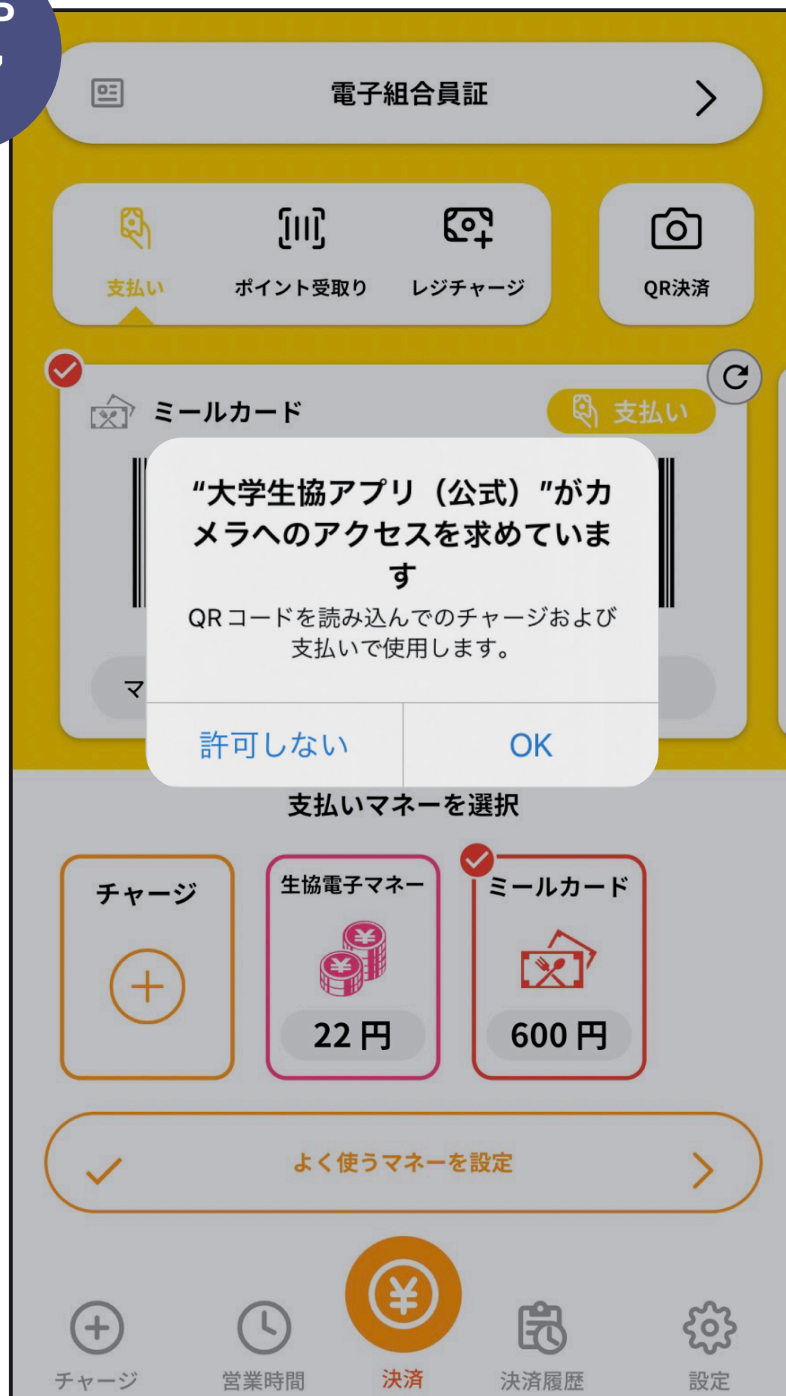 電子組合員証
支払い
ポイント受取り
レジチャージ
QR決済
ミールカード
支払い
“大学生協アプリ（公式）”がカ
メラへのアクセスを求めていま
す
QRコードを読み込んでのチャージおよび
支払いで使用します。
マ
許可しない
OK
支払いマネーを選択
チャージ
生協電子マネー
ミールカード
22 円
600 円
よく使うマネーを設定
チャージ
営業時間
決済
決済履歴
設定